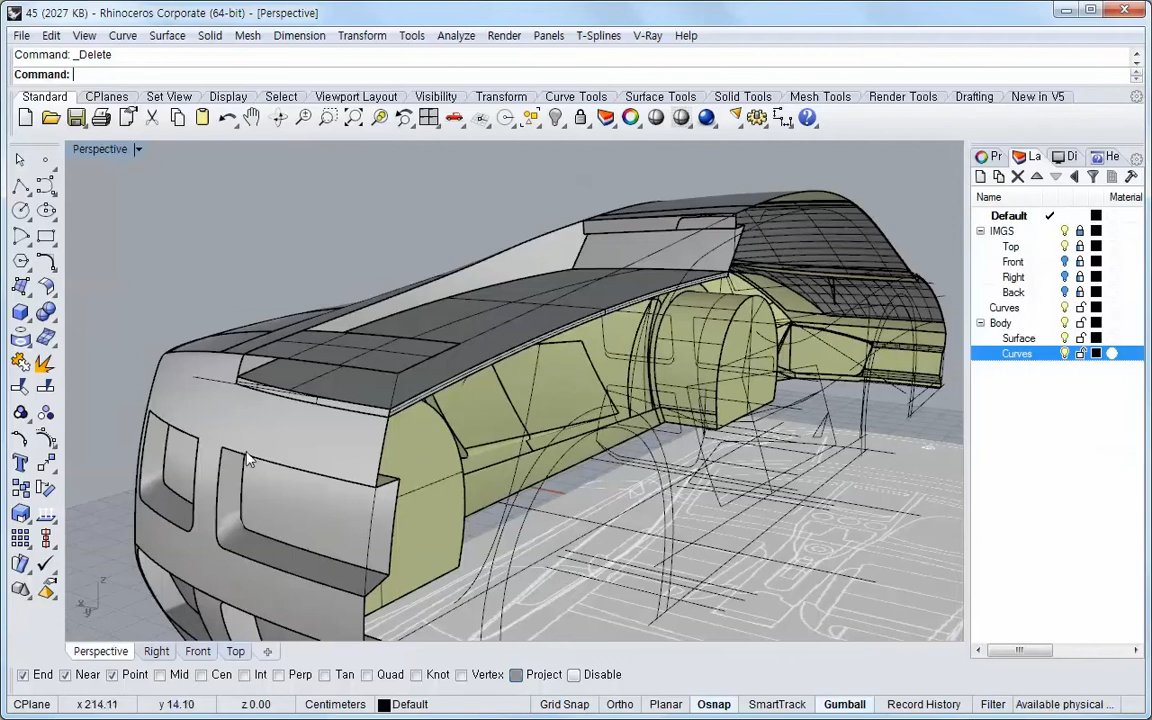 45 (2027 KB) - Rhinoceros Corporate (64-bit) - [Perspective]
File Edit View Curve Surface Solid Mesh Dimension Transform Tools Analyze Render Panels T-Splines V-Ray Help
Command: _Delete
Command:
Standard CPlanes Set View Display Select Viewport Layout Visibility Transform Curve Tools Surface Tools Solid Tools Mesh Tools Render Tools Drafting New in V5
Perspective
Pr La Di He
Name Material
Default
IMGS
Top
Front
Right
Back
Curves
Body
Surface
Curves
z
x
y
Perspective Right Front Top
End Near Point Mid Cen Int Perp Tan Quad Knot Vertex Project Disable
CPlane x 214.11 y 14.10 z 0.00 Centimeters Default Grid Snap Ortho Planar Osnap SmartTrack Gumball Record History Filter Available physical ...